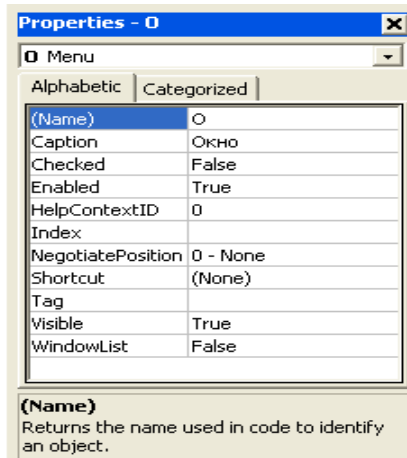 Properties - О
О Menu
Alphabetic Categorized
(Name) О
Caption Окно
Checked False
Enabled True
HelpContextID 0
Index
NegotiatePosition 0 - None
Shortcut (None)
Tag
Visible True
WindowList False
(Name)
Returns the name used in code to identify
an object.